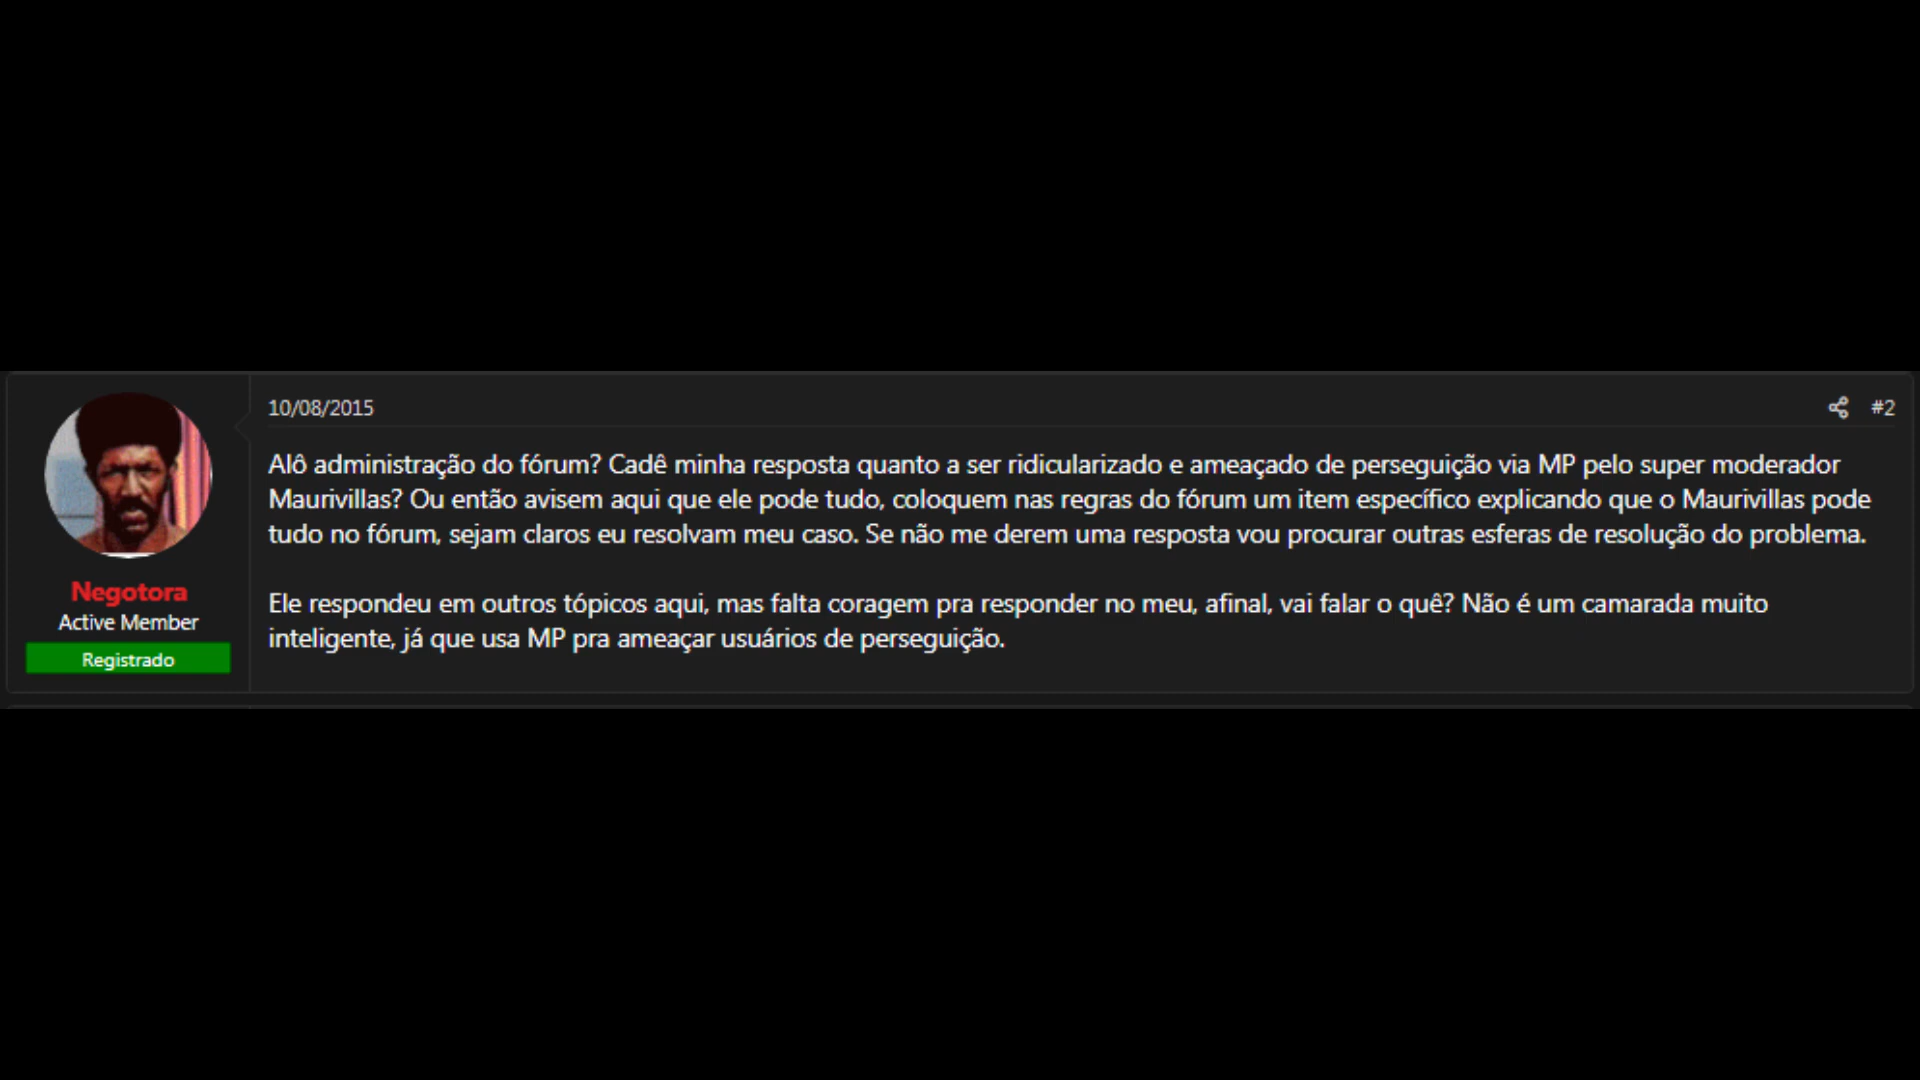 10/08/2015
#2
Alô administração do fórum? Cadê minha resposta quanto a ser ridicularizado e ameaçado de perseguição via MP pelo super moderador
Maurivillas? Ou então avisem aqui que ele pode tudo, coloquem nas regras do fórum um item específico explicando que o Maurivillas pode
tudo no fórum, sejam claros eu resolvam meu caso. Se não me derem uma resposta vou procurar outras esferas de resolução do problema.
Ele respondeu em outros tópicos aqui, mas falta coragem pra responder no meu, afinal, vai falar o quê? Não é um camarada muito
inteligente, já que usa MP pra ameaçar usuários de perseguição.
Negotora
Active Member
Registrado